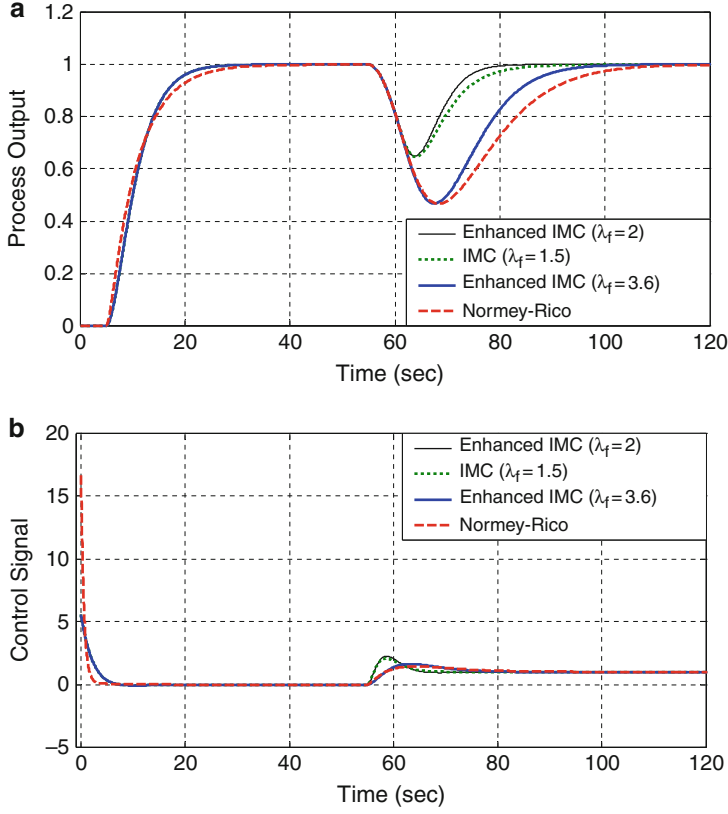 a
1.2
1
0.8
0.6
0.4
0.2
0
Process Output
Enhanced IMC (λf=2)
IMC (λf=1.5)
Enhanced IMC (λf=3.6)
Normey-Rico
0 20 40 60 80 100 120
Time (sec)
b
20
15
10
5
0
−5
Control Signal
Enhanced IMC (λf=2)
IMC (λf=1.5)
Enhanced IMC (λf=3.6)
Normey-Rico
0 20 40 60 80 100 120
Time (sec)